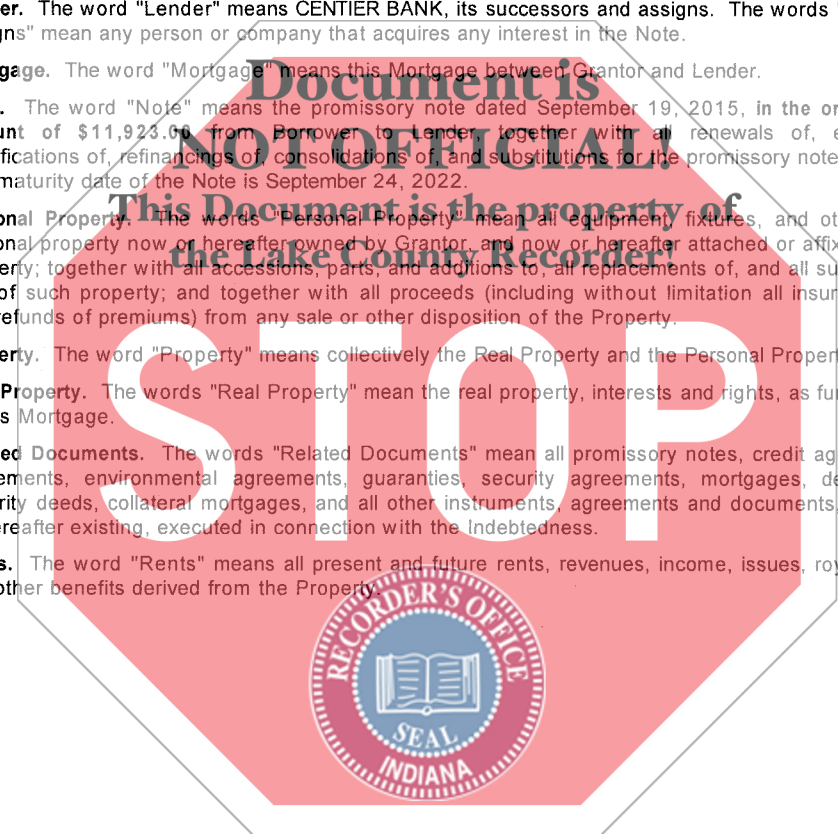 er. The word "Lender" means CENTIER BANK, its successors and assigns. The words "
gns" mean any person or company that acquires any interest in the Note.
gage. The word "Mortgage" means this Mortgage between Grantor and Lender.
. The word "Note" means the promissory note dated September 19, 2015, in the or
unt of $11,923.00 from Borrower to Lender, together with all renewals of, e
fications of, refinancings of, consolidations of, and substitutions for the promissory note
maturity date of the Note is September 24, 2022.
onal Property. The words "Personal Property" mean all equipment, fixtures, and ot
onal property now or hereafter owned by Grantor, and now or hereafter attached or affix
erty; together with all accessions, parts, and additions to, all replacements of, and all su
of such property; and together with all proceeds (including without limitation all insur
refunds of premiums) from any sale or other disposition of the Property.
erty. The word "Property" means collectively the Real Property and the Personal Propert
Property. The words "Real Property" mean the real property, interests and rights, as fur
s Mortgage.
ed Documents. The words "Related Documents" mean all promissory notes, credit ag
ements, environmental agreements, guaranties, security agreements, mortgages, de
rity deeds, collateral mortgages, and all other instruments, agreements and documents,
ereafter existing, executed in connection with the Indebtedness.
s. The word "Rents" means all present and future rents, revenues, income, issues, roy
other benefits derived from the Property.
Document is
NOT OFFICIAL!
This Document is the property of
the Lake County Recorder!
STOP
RECORDER'S OFFICE
SEAL
INDIANA